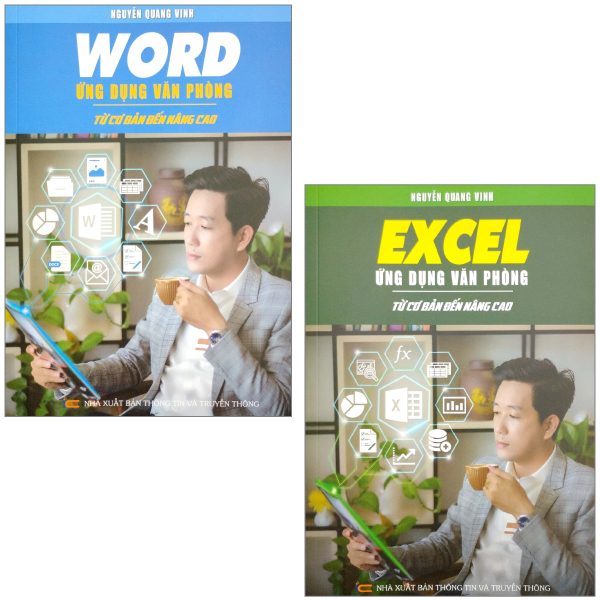 NGUYỄN QUANG VINH
WORD
ỨNG DỤNG VĂN PHÒNG
TỪ CƠ BẢN ĐẾN NÂNG CAO
W
A
DOCX
NHÀ XUẤT BẢN THÔNG TIN VÀ TRUYỀN THÔNG
NGUYỄN QUANG VINH
EXCEL
ỨNG DỤNG VĂN PHÒNG
TỪ CƠ BẢN ĐẾN NÂNG CAO
fx
X
NHÀ XUẤT BẢN THÔNG TIN VÀ TRUYỀN THÔNG